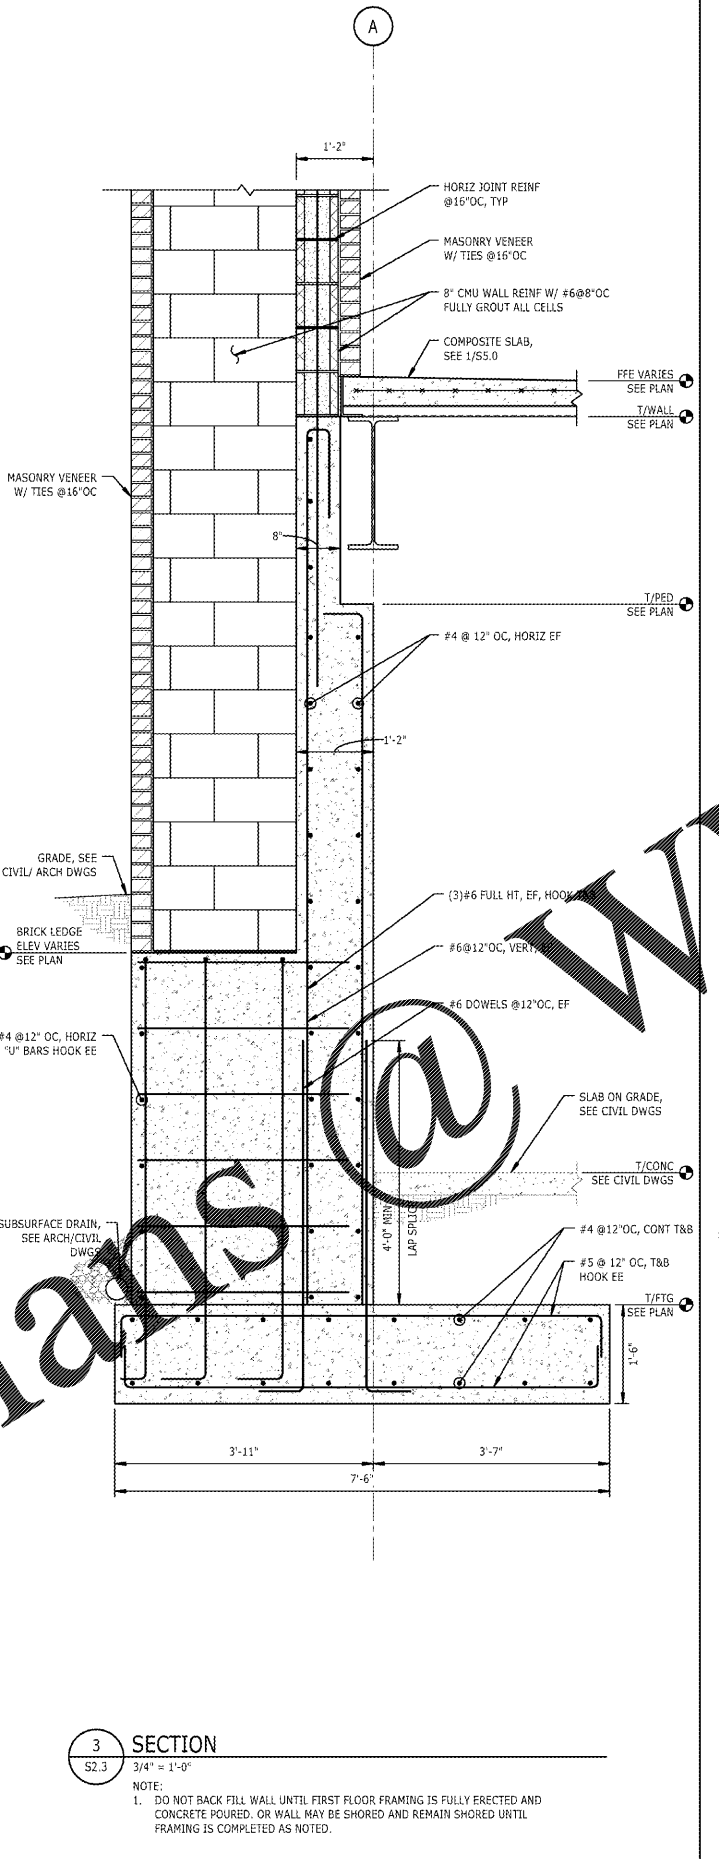 A
1'-2"
HORIZ JOINT REINF
@16"OC, TYP
MASONRY VENEER
W/ TIES @16"OC
8" CMU WALL REINF W/ #6@8"OC
FULLY GROUT ALL CELLS
COMPOSITE SLAB,
SEE 1/S5.0
FFE VARIES
SEE PLAN
T/WALL
SEE PLAN
MASONRY VENEER
W/ TIES @16"OC
8"
T/PED
SEE PLAN
#4 @ 12" OC, HORIZ EF
1'-2"
GRADE, SEE
CIVIL/ ARCH DWGS
(3)#6 FULL HT, EF, HOOK
BRICK LEDGE
ELEV VARIES
SEE PLAN
#6@12"OC, VERT,
#6 DOWELS @12"OC, EF
#4 @12" OC, HORIZ
"U" BARS HOOK EE
SLAB ON GRADE,
SEE CIVIL DWGS
T/CONC
SEE CIVIL DWGS
4'-0" MIN
LAP SPLICE
SUBSURFACE DRAIN,
SEE ARCH/CIVIL
DWGS
#4 @12"OC, CONT T&B
#5 @ 12" OC, T&B
HOOK EE
T/FTG
SEE PLAN
1'-6"
3'-11"
3'-7"
7'-6"
ans @ W
3
S2.3
SECTION
3/4" = 1'-0"
NOTE:
1. DO NOT BACK FILL WALL UNTIL FIRST FLOOR FRAMING IS FULLY ERECTED AND
CONCRETE POURED. OR WALL MAY BE SHORED AND REMAIN SHORED UNTIL
FRAMING IS COMPLETED AS NOTED.